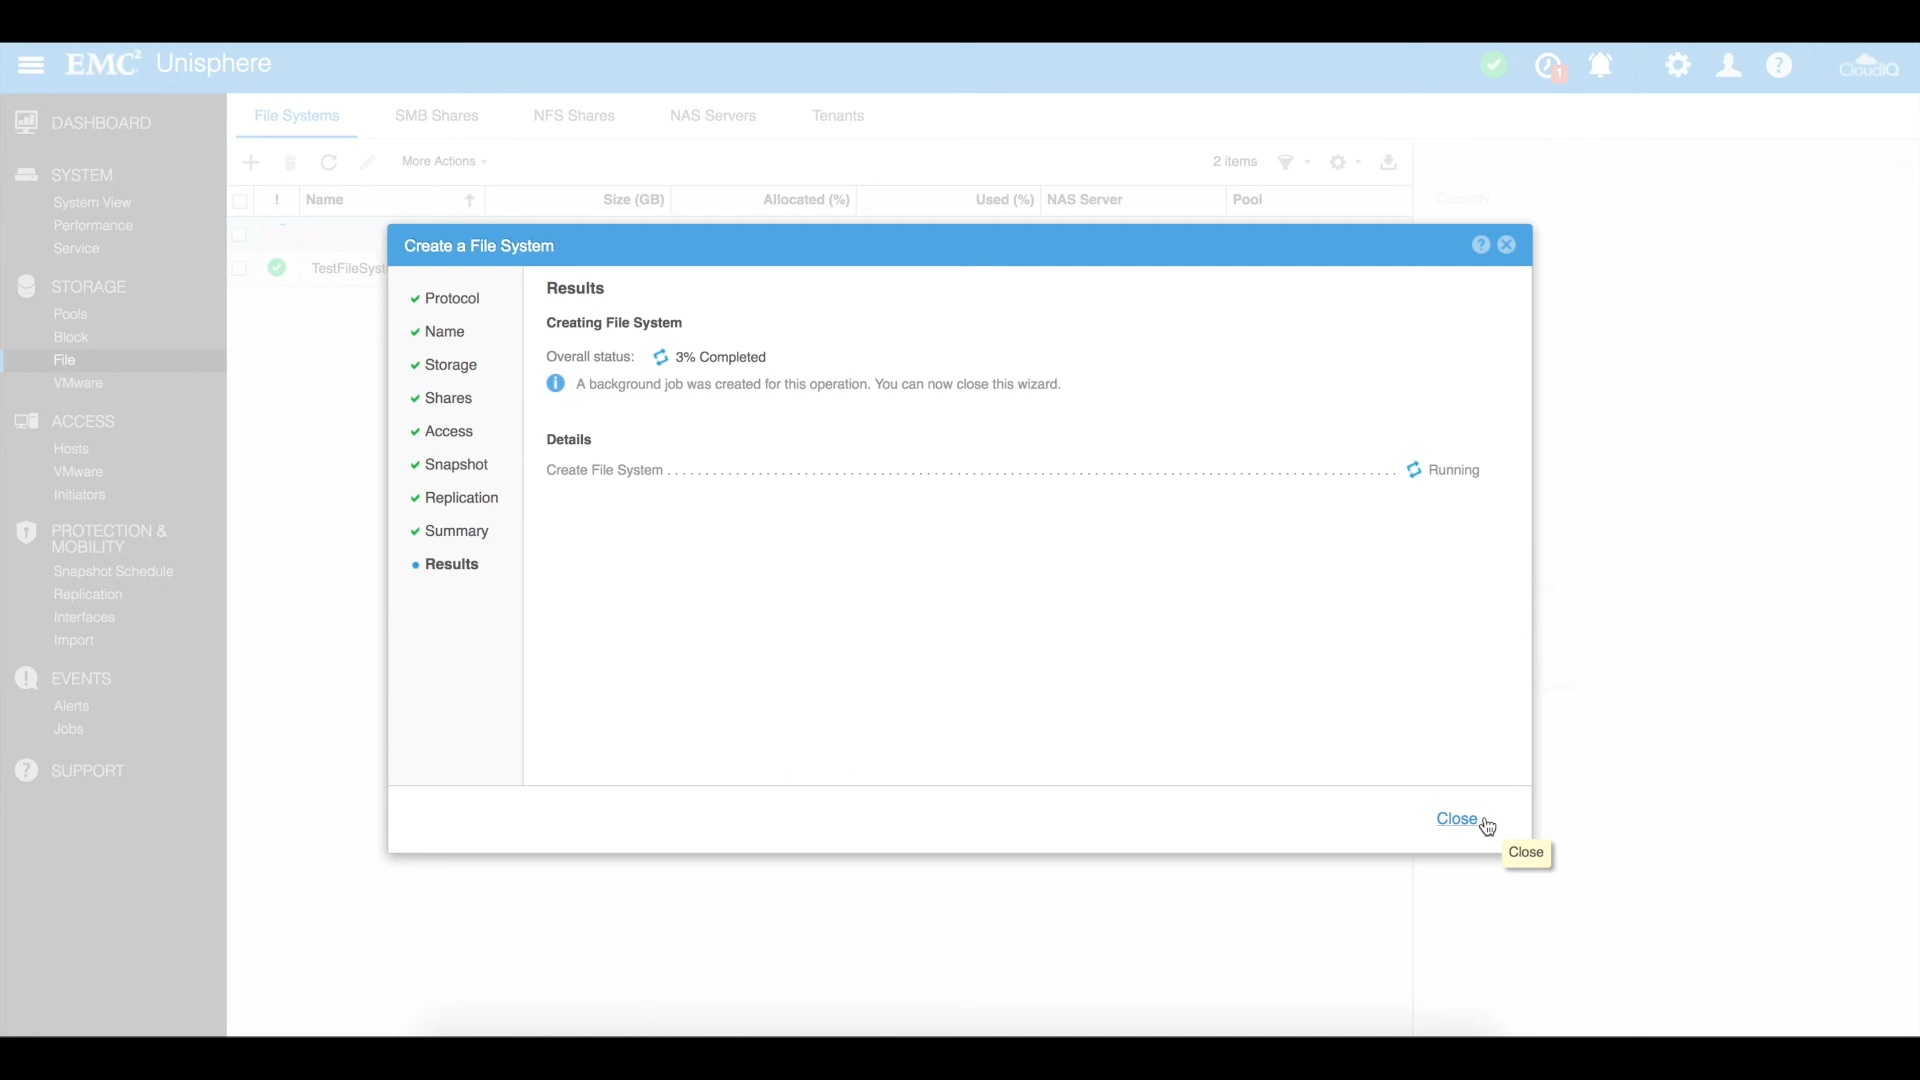 EMC² Unisphere
1
CloudIQ
DASHBOARD
SYSTEM
System View
Performance
Service
STORAGE
Pools
Block
File
VMware
ACCESS
Hosts
VMware
Initiators
PROTECTION &
MOBILITY
Snapshot Schedule
Replication
Interfaces
Import
EVENTS
Alerts
Jobs
SUPPORT
File Systems SMB Shares NFS Shares NAS Servers Tenants
More Actions 2 items
! Name Size (GB) Allocated (%) Used (%) NAS Server Pool
Capacity
TestFileSyst
Create a File System
Protocol
Name
Storage
Shares
Access
Snapshot
Replication
Summary
Results
Results
Creating File System
Overall status: 3% Completed
A background job was created for this operation. You can now close this wizard.
Details
Create File System . . . . . . . . . . . . . . . . . . . . . . . . . . . . . . . . . . . . . . . . Running
Close
Close